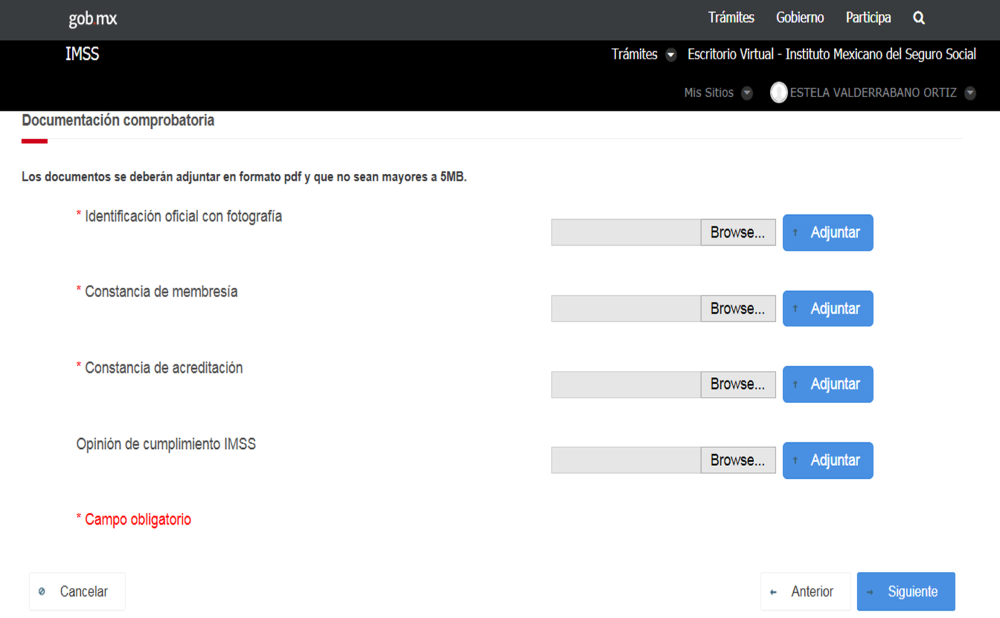 gob.mx
Trámites Gobierno Participa
IMSS
Trámites Escritorio Virtual - Instituto Mexicano del Seguro Social
Mis Sitios ESTELA VALDERRABANO ORTIZ
Documentación comprobatoria
Los documentos se deberán adjuntar en formato pdf y que no sean mayores a 5MB.
* Identificación oficial con fotografía
Browse... Adjuntar
* Constancia de membresía
Browse... Adjuntar
* Constancia de acreditación
Browse... Adjuntar
Opinión de cumplimiento IMSS
Browse... Adjuntar
* Campo obligatorio
Cancelar Anterior Siguiente